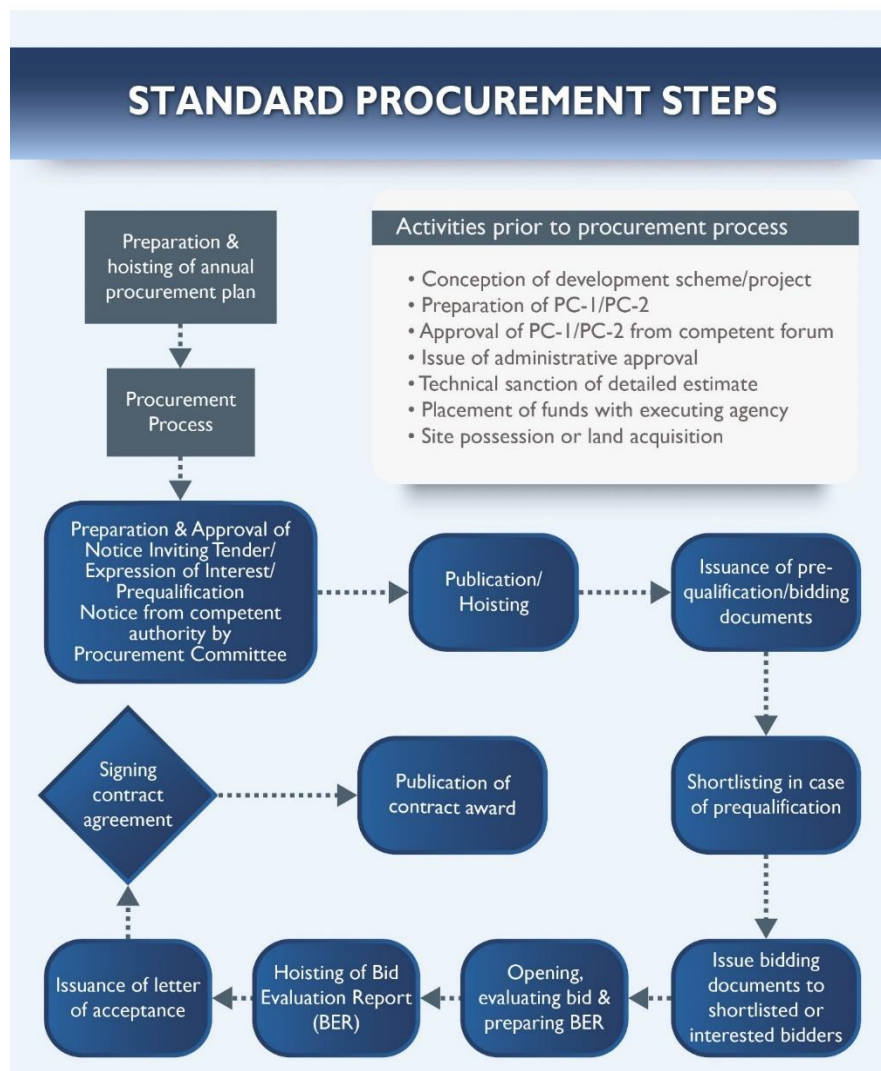 STANDARD PROCUREMENT STEPS
Preparation &
hoisting of annual
procurement plan
Activities prior to procurement process
• Conception of development scheme/project
• Preparation of PC-1/PC-2
• Approval of PC-1/PC-2 from competent forum
• Issue of administrative approval
• Technical sanction of detailed estimate
• Placement of funds with executing agency
• Site possession or land acquisition
Procurement
Process
Preparation & Approval of
Notice Inviting Tender/
Expression of Interest/
Prequalification
Notice from competent
authority by
Procurement Committee
Publication/
Hoisting
Issuance of pre-
qualification/bidding
documents
Shortlisting in case
of prequalification
Issue bidding
documents to
shortlisted or
interested bidders
Opening,
evaluating bid &
preparing BER
Hoisting of Bid
Evaluation Report
(BER)
Issuance of letter
of acceptance
Signing
contract
agreement
Publication of
contract award